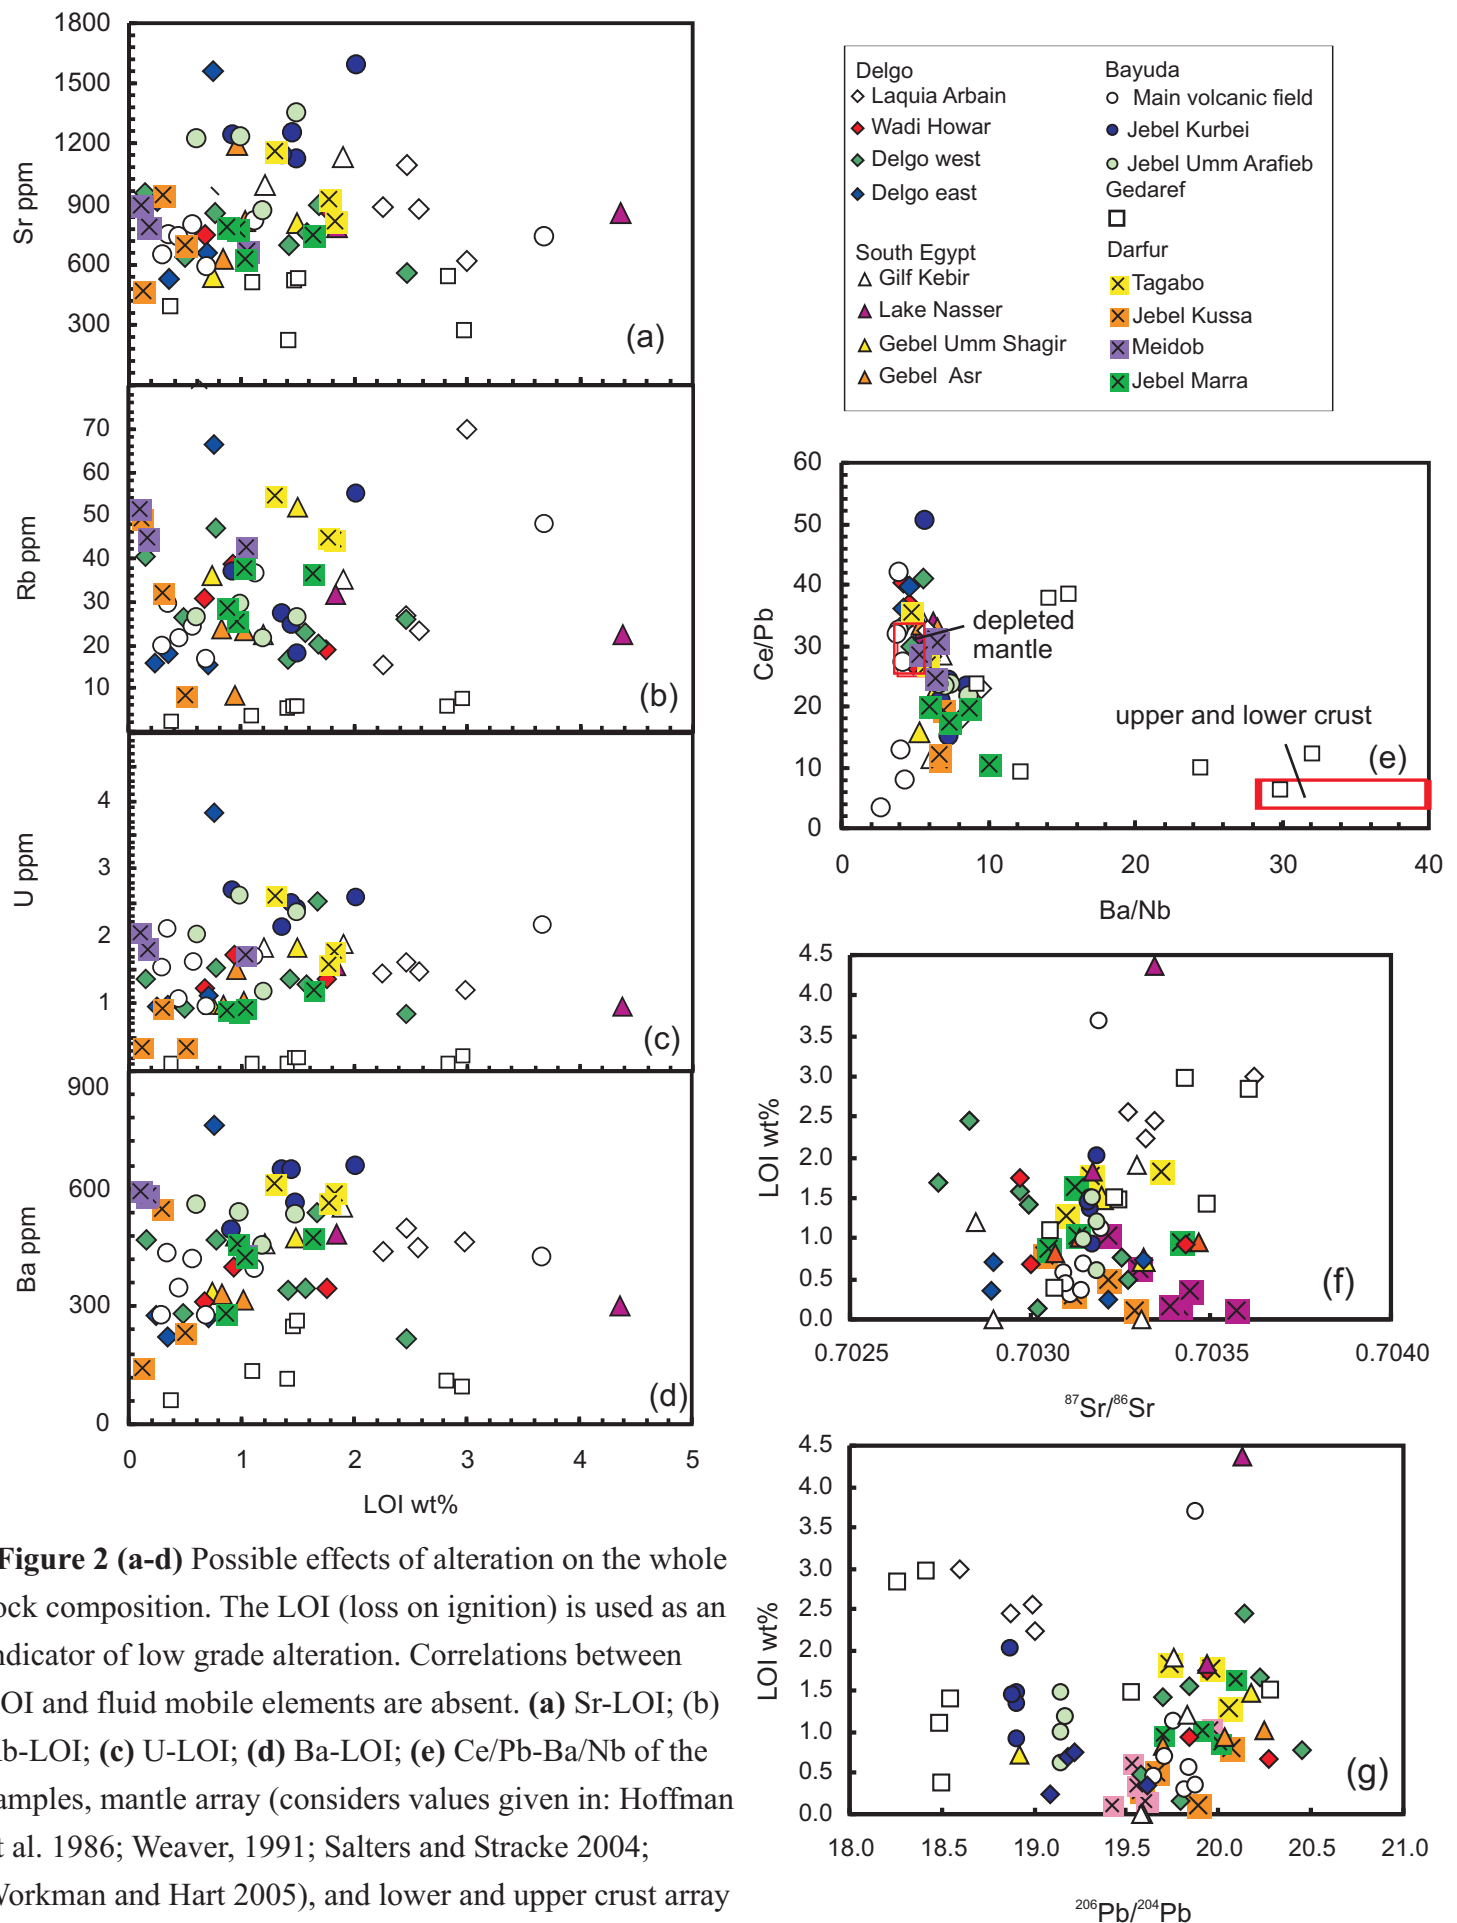 1800
1500
1200
900
600
300
Sr ppm
(a)
70
60
50
40
30
20
10
Rb ppm
(b)
4
3
2
1
U ppm
(c)
900
600
300
0
Ba ppm
(d)
0 1 2 3 4 5
LOI wt%
Delgo
Laquia Arbain
Wadi Howar
Delgo west
Delgo east
South Egypt
Gilf Kebir
Lake Nasser
Gebel Umm Shagir
Gebel Asr
Bayuda
Main volcanic field
Jebel Kurbei
Jebel Umm Arafieb
Gedaref
Darfur
Tagabo
Jebel Kussa
Meidob
Jebel Marra
60
50
40
30
20
10
0
Ce/Pb
depleted
mantle
upper and lower crust
(e)
0 10 20 30 40
Ba/Nb
4.5
4.0
3.5
3.0
2.5
2.0
1.5
1.0
0.5
0.0
LOI wt%
(f)
0.7025 0.7030 0.7035 0.7040
87Sr/86Sr
4.5
4.0
3.5
3.0
2.5
2.0
1.5
1.0
0.5
0.0
LOI wt%
(g)
18.0 18.5 19.0 19.5 20.0 20.5 21.0
206Pb/204Pb
Figure 2 (a-d) Possible effects of alteration on the whole
ock composition. The LOI (loss on ignition) is used as an
ndicator of low grade alteration. Correlations between
OI and fluid mobile elements are absent. (a) Sr-LOI; (b)
b-LOI; (c) U-LOI; (d) Ba-LOI; (e) Ce/Pb-Ba/Nb of the
amples, mantle array (considers values given in: Hoffman
t al. 1986; Weaver, 1991; Salters and Stracke 2004;
Workman and Hart 2005), and lower and upper crust array